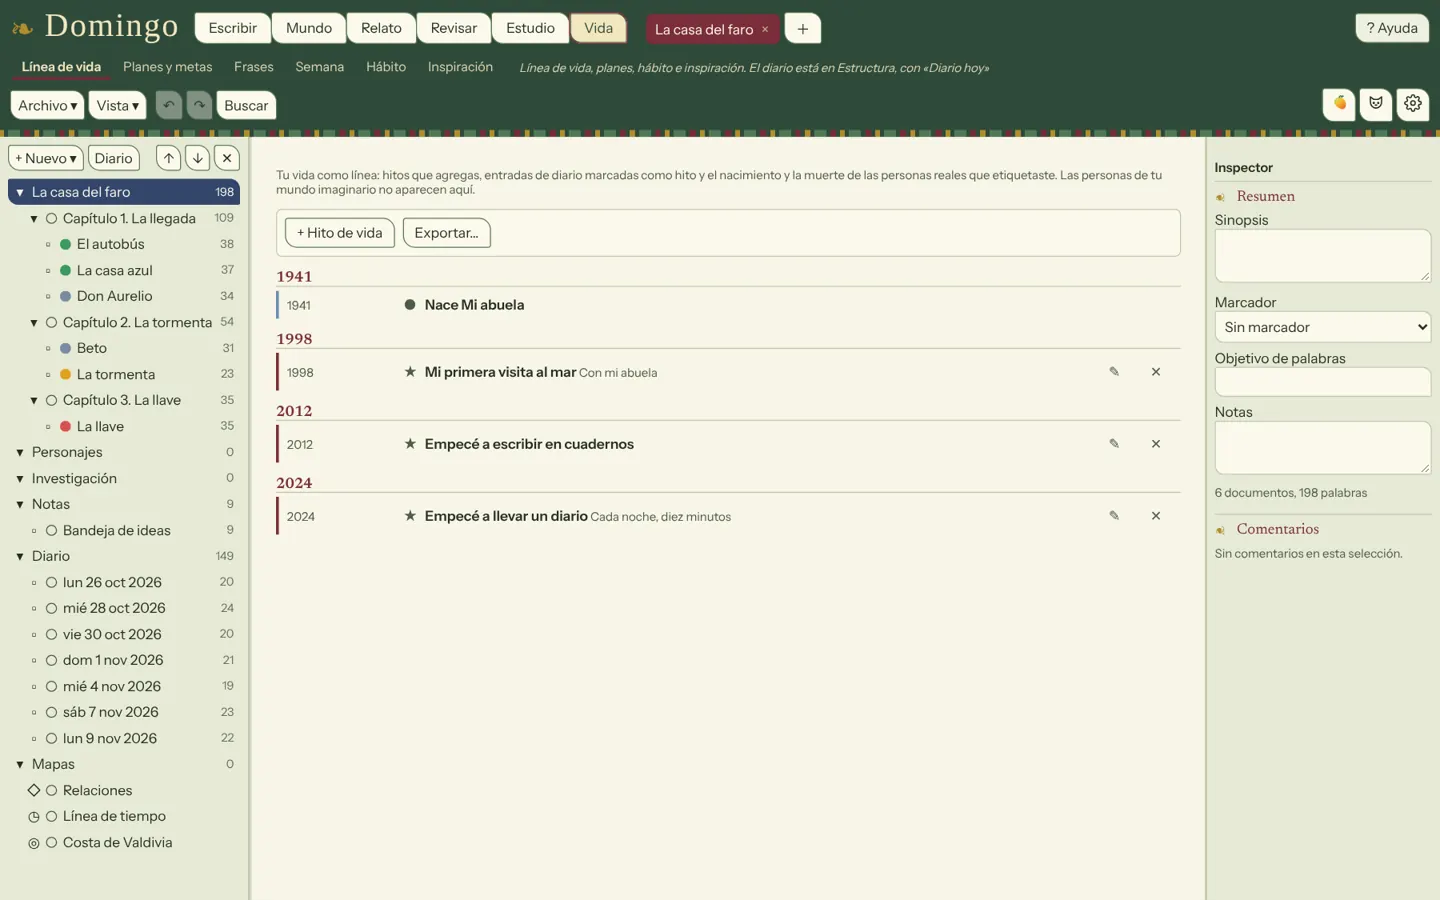 Domingo
Escribir Mundo Relato Revisar Estudio Vida La casa del faro × + ? Ayuda
Línea de vida Planes y metas Frases Semana Hábito Inspiración Línea de vida, planes, hábito e inspiración. El diario está en Estructura, con «Diario hoy»
Archivo ▾ Vista ▾ ↶ ↷ Buscar
+ Nuevo ▾ Diario ↑ ↓ ✕
▼ La casa del faro 198
▼ Capítulo 1. La llegada 109
El autobús 38
La casa azul 37
Don Aurelio 34
▼ Capítulo 2. La tormenta 54
Beto 31
La tormenta 23
▼ Capítulo 3. La llave 35
La llave 35
▼ Personajes 0
▼ Investigación 0
▼ Notas 9
Bandeja de ideas 9
▼ Diario 149
lun 26 oct 2026 20
mié 28 oct 2026 24
vie 30 oct 2026 20
dom 1 nov 2026 21
mié 4 nov 2026 19
sáb 7 nov 2026 23
lun 9 nov 2026 22
▼ Mapas 0
Relaciones
Línea de tiempo
Costa de Valdivia
Tu vida como línea: hitos que agregas, entradas de diario marcadas como hito y el nacimiento y la muerte de las personas reales que etiquetaste. Las personas de tu
mundo imaginario no aparecen aquí.
+ Hito de vida Exportar...
1941
1941 ● Nace Mi abuela
1998
1998 ★ Mi primera visita al mar Con mi abuela ✎ ✕
2012
2012 ★ Empecé a escribir en cuadernos ✎ ✕
2024
2024 ★ Empecé a llevar un diario Cada noche, diez minutos ✎ ✕
Inspector
Resumen
Sinopsis
Marcador
Sin marcador
Objetivo de palabras
Notas
6 documentos, 198 palabras
Comentarios
Sin comentarios en esta selección.